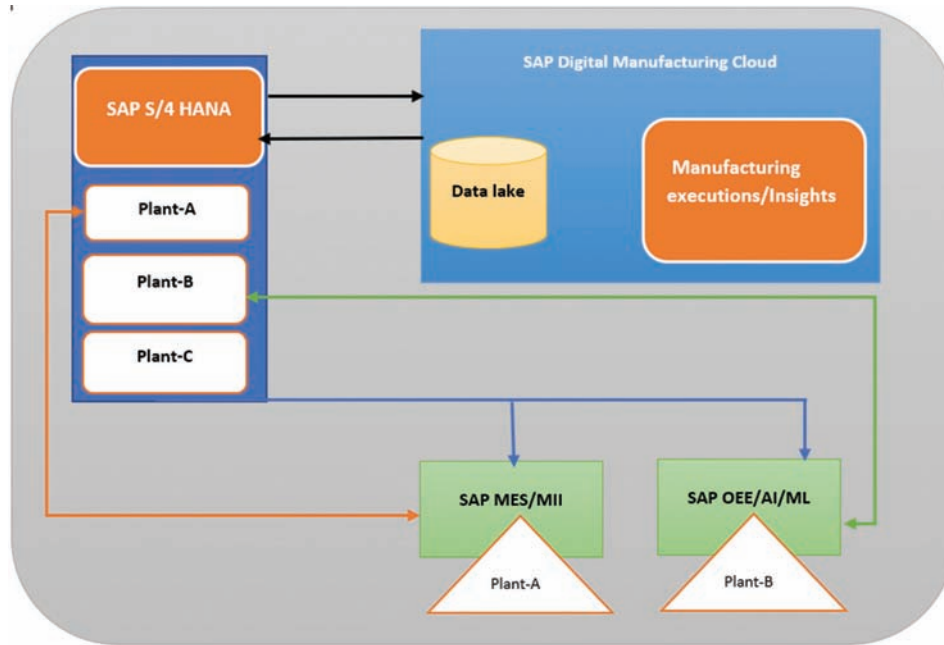 SAP Digital Manufacturing Cloud
SAP S/4 HANA
Manufacturing
executions/Insights
Data lake
Plant-A
Plant-B
Plant-C
SAP MES/MII
SAP OEE/AI/ML
Plant-A
Plant-B